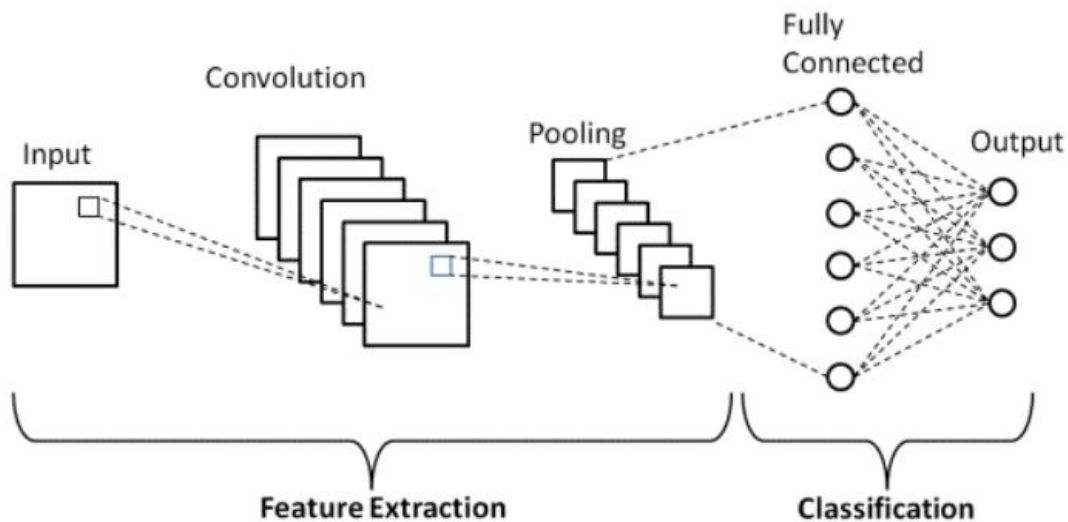 Input
Convolution
Pooling
Fully
Connected
Output
Feature Extraction
Classification